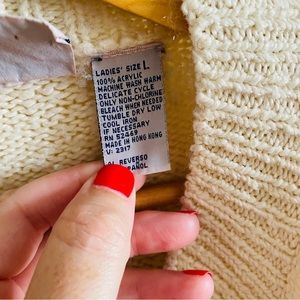 LADIES' SIZE L
100% ACRYLIC
MACHINE WASH WARM
DELICATE CYCLE
ONLY NON-CHLORINE
BLEACH WHEN NEEDED
TUMBLE DRY LOW
COOL IRON
IF NECESSARY
RN 52469
MADE IN HONG KONG
V: 2317
AL REVERSO
ESPAÑOL